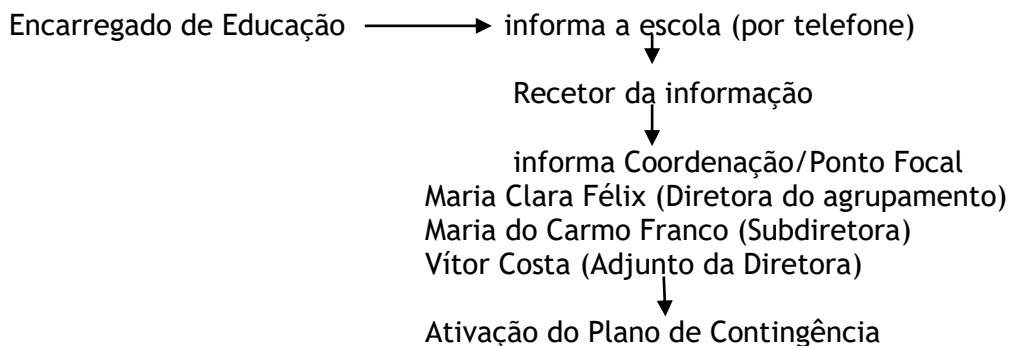 Encarregado de Educação informa a escola (por telefone)
Recetor da informação
informa Coordenação/Ponto Focal
Maria Clara Félix (Diretora do agrupamento)
Maria do Carmo Franco (Subdiretora)
Vítor Costa (Adjunto da Diretora)
Ativação do Plano de Contingência